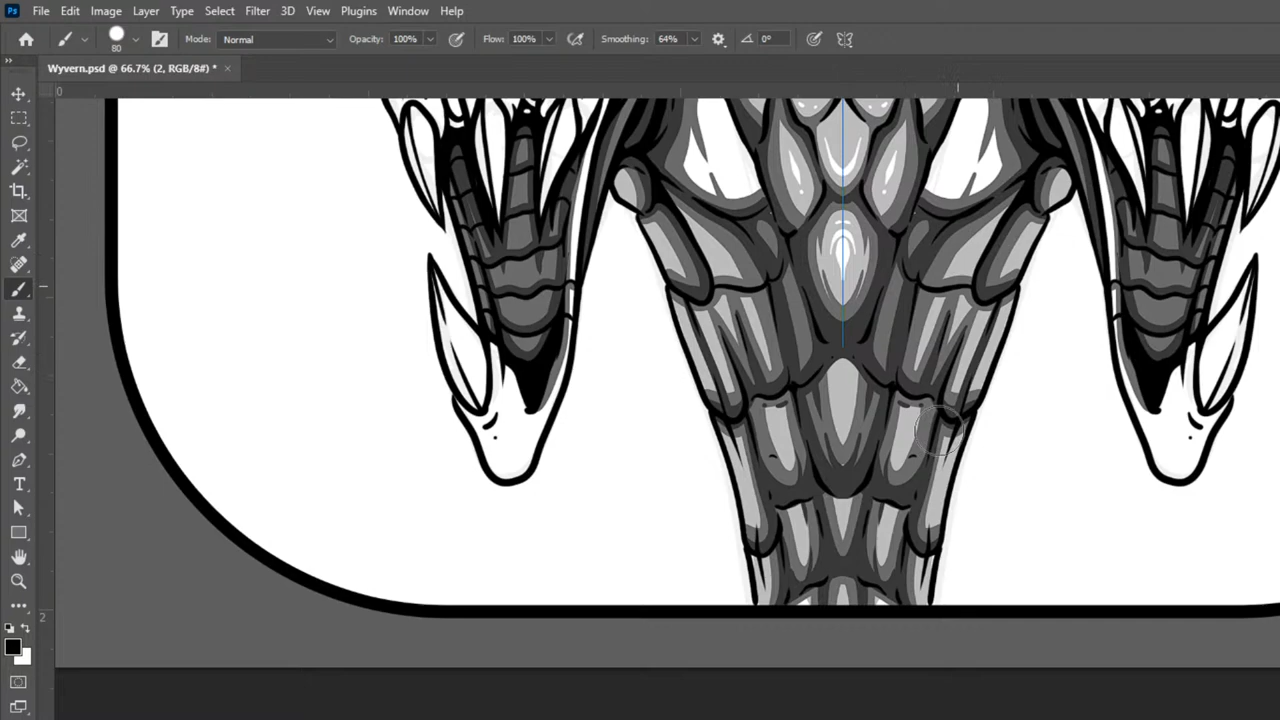 Ps File Edit Image Layer Type Select Filter 3D View Plugins Window Help
80 Mode: Normal Opacity: 100% Flow: 100% Smoothing: 64% 0°
Wyvern.psd @ 66.7% (2, RGB/8#) * ×
0
2